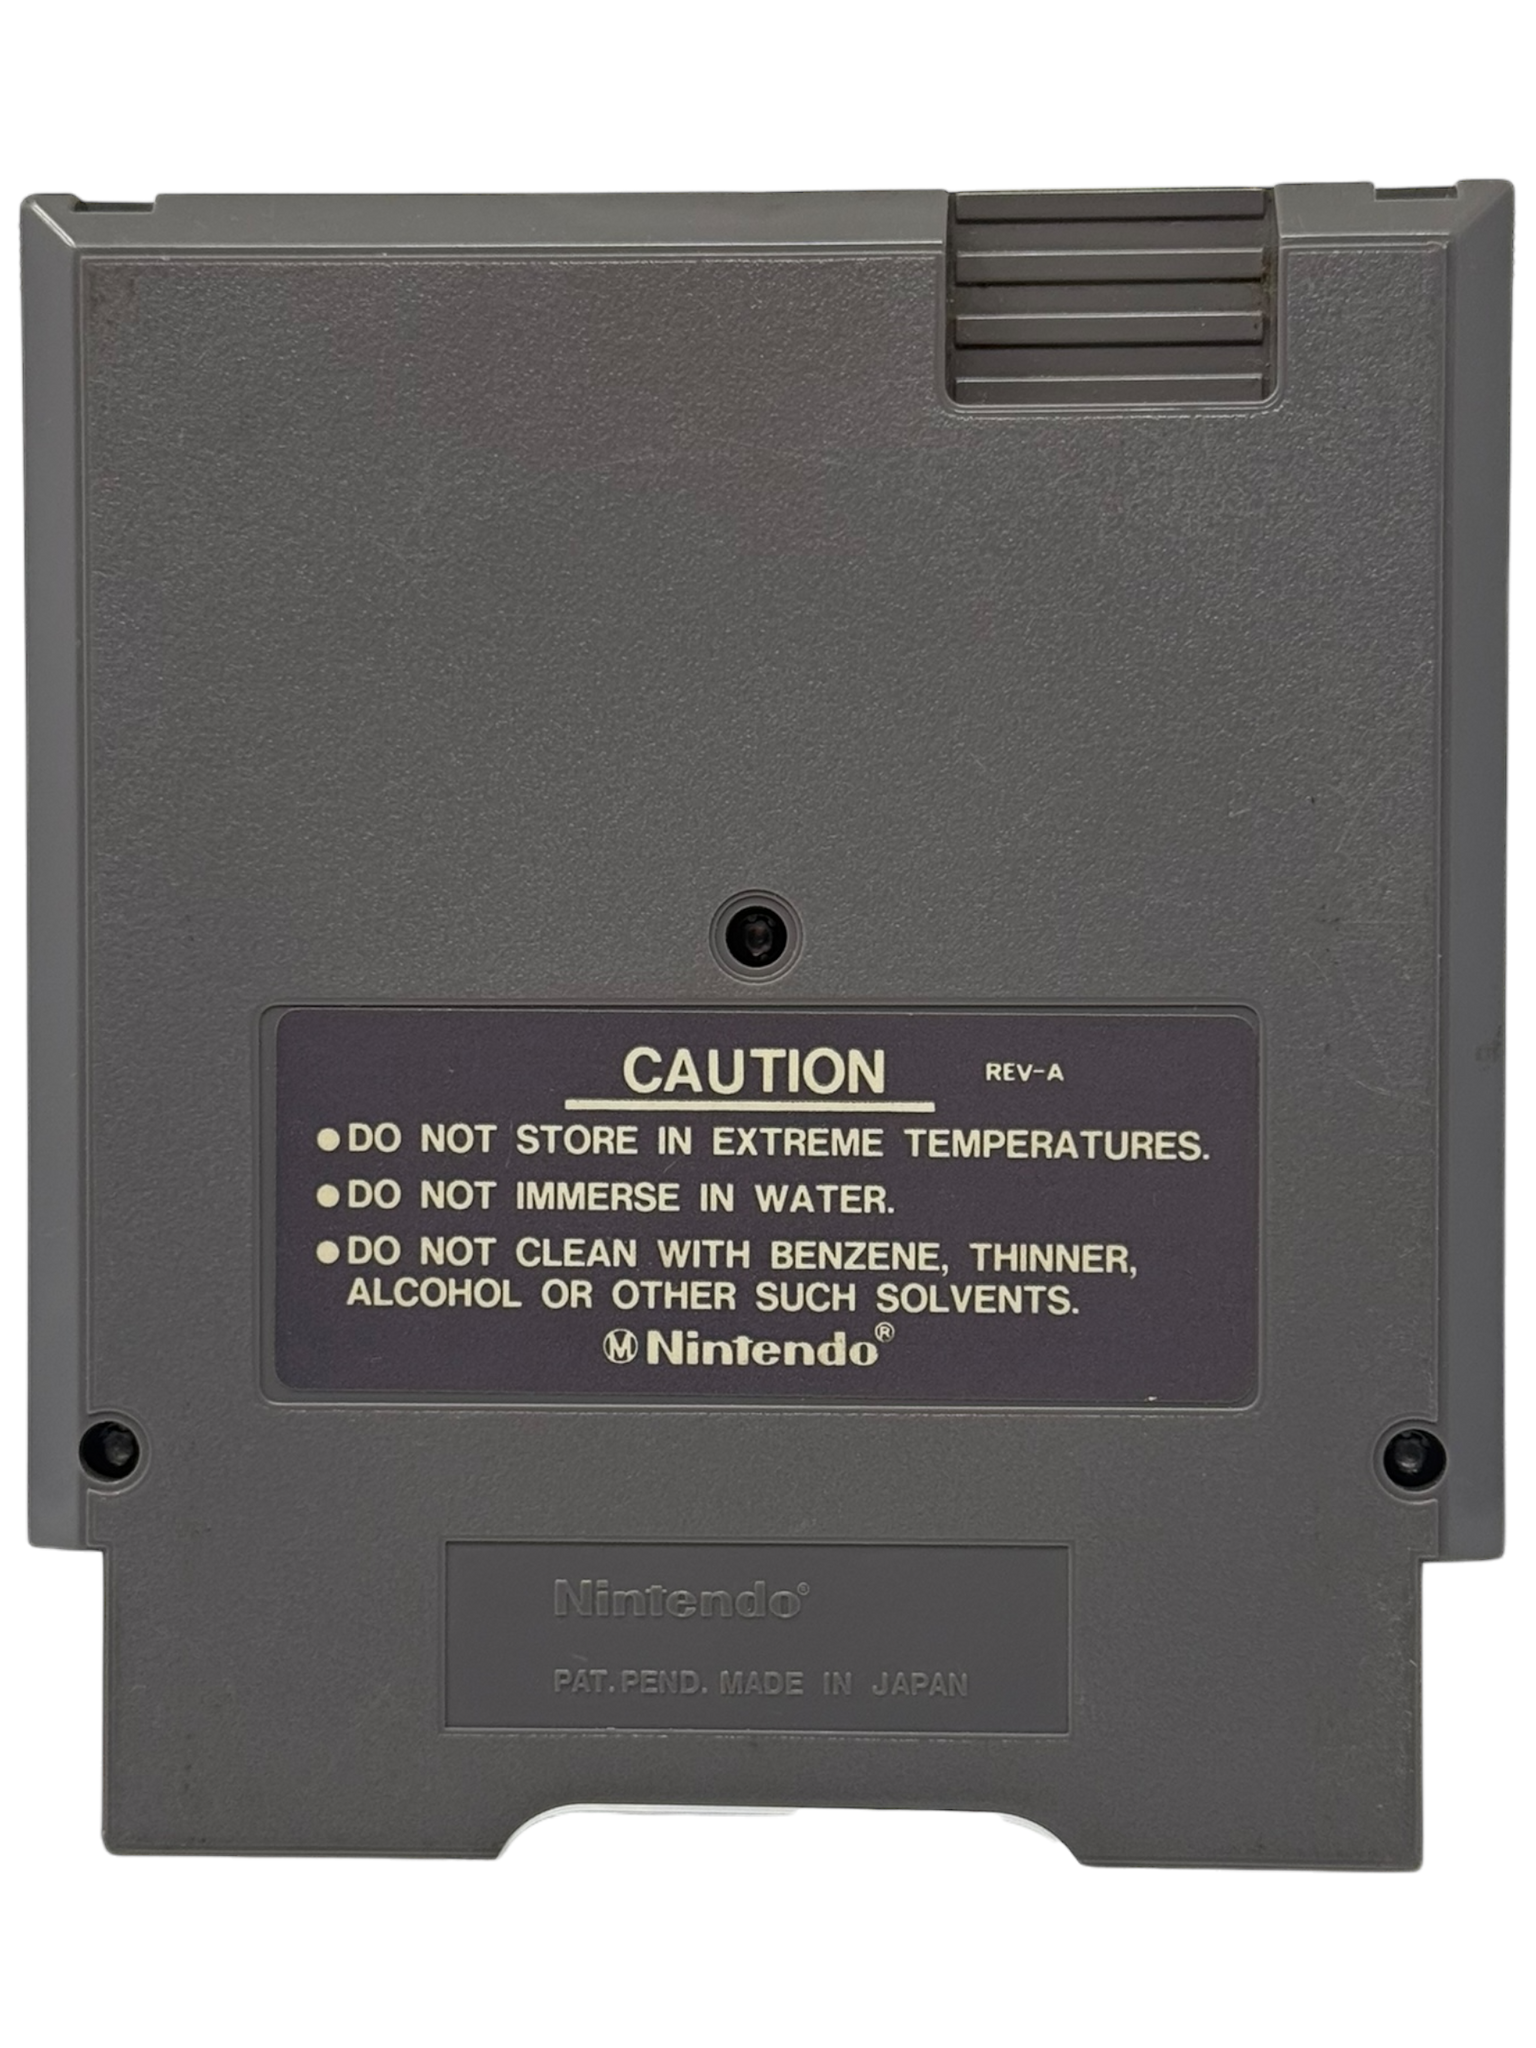 CAUTION REV-A
●DO NOT STORE IN EXTREME TEMPERATURES.
●DO NOT IMMERSE IN WATER.
●DO NOT CLEAN WITH BENZENE, THINNER,
ALCOHOL OR OTHER SUCH SOLVENTS.
Ⓜ Nintendo®
Nintendo®
PAT. PEND. MADE IN JAPAN